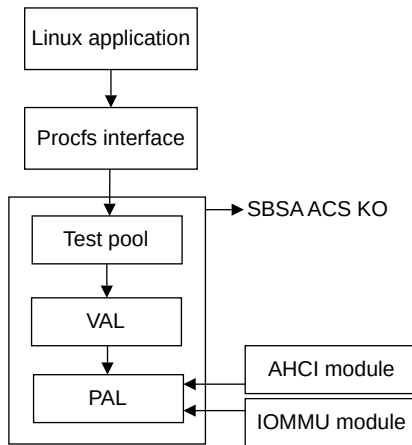 Linux application
Procfs interface
SBSA ACS KO
Test pool
VAL
AHCI module
PAL
IOMMU module